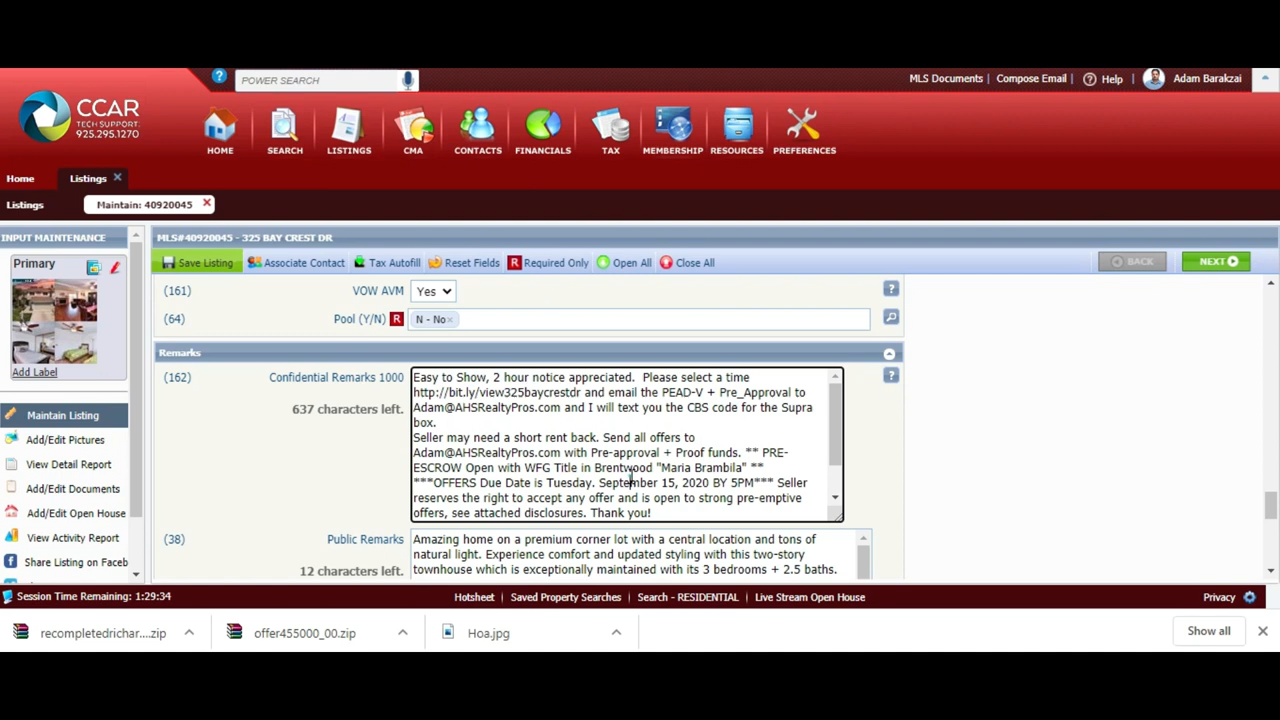 CCAR
TECH SUPPORT:
925.295.1270
? POWER SEARCH
MLS Documents | Compose Email | ? Help | Adam Barakzai
HOME SEARCH LISTINGS CMA CONTACTS FINANCIALS TAX MEMBERSHIP RESOURCES PREFERENCES
Home Listings
Listings Maintain: 40920045
INPUT MAINTENANCE
MLS#40920045 - 325 BAY CREST DR
Primary
Save Listing Associate Contact Tax Autofill Reset Fields R Required Only Open All Close All BACK NEXT
(161) VOW AVM Yes ?
(64) Pool (Y/N) R N - No×
Remarks
Add Label
Maintain Listing
Add/Edit Pictures
View Detail Report
Add/Edit Documents
Add/Edit Open House
View Activity Report
Share Listing on Faceb
(162) Confidential Remarks 1000 ?
637 characters left.
Easy to Show, 2 hour notice appreciated. Please select a time
http://bit.ly/view325baycrestdr and email the PEAD-V + Pre_Approval to
Adam@AHSRealtyPros.com and I will text you the CBS code for the Supra
box.
Seller may need a short rent back. Send all offers to
Adam@AHSRealtyPros.com with Pre-approval + Proof funds. ** PRE-
ESCROW Open with WFG Title in Brentwood "Maria Brambila" **
***OFFERS Due Date is Tuesday. September 15, 2020 BY 5PM*** Seller
reserves the right to accept any offer and is open to strong pre-emptive
offers, see attached disclosures. Thank you!
(38) Public Remarks
12 characters left.
Amazing home on a premium corner lot with a central location and tons of
natural light. Experience comfort and updated styling with this two-story
townhouse which is exceptionally maintained with its 3 bedrooms + 2.5 baths.
Session Time Remaining: 1:29:34
Hotsheet | Saved Property Searches | Search - RESIDENTIAL | Live Stream Open House
Privacy
recompletedrichar....zip
offer455000_00.zip
Hoa.jpg
Show all